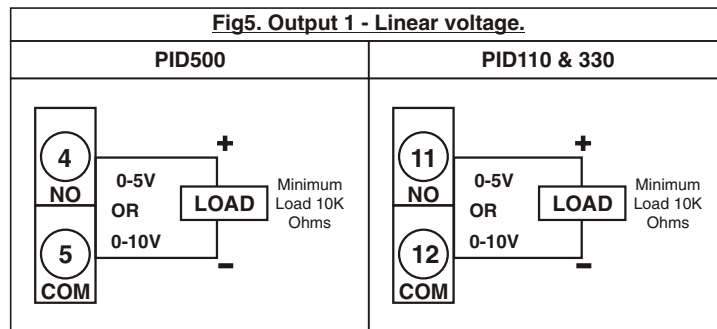 Fig5. Output 1 - Linear voltage.
PID500
PID110 & 330
4
NO
5
COM
0-5V
OR
0-10V
+
LOAD
–
Minimum
Load 10K
Ohms
11
NO
12
COM
0-5V
OR
0-10V
+
LOAD
–
Minimum
Load 10K
Ohms